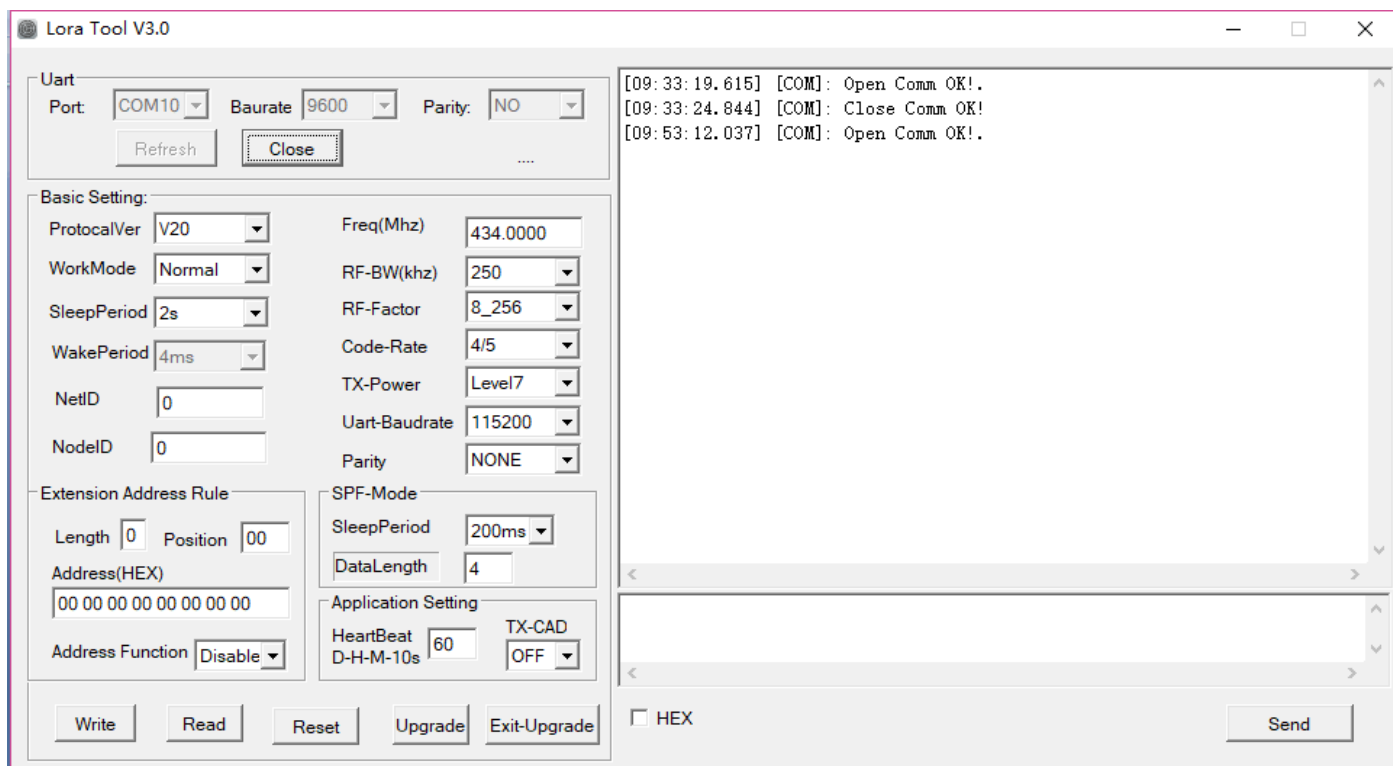 Lora Tool V3.0
Uart
Port: COM10 Baurate 9600 Parity: NO
Refresh Close ....
Basic Setting:
ProtocalVer V20
WorkMode Normal
SleepPeriod 2s
WakePeriod 4ms
NetID 0
NodeID 0
Freq(Mhz) 434.0000
RF-BW(khz) 250
RF-Factor 8_256
Code-Rate 4/5
TX-Power Level7
Uart-Baudrate 115200
Parity NONE
Extension Address Rule
Length 0 Position 00
Address(HEX)
00 00 00 00 00 00 00 00
Address Function Disable
SPF-Mode
SleepPeriod 200ms
DataLength 4
Application Setting
HeartBeat
D-H-M-10s 60
TX-CAD
OFF
Write Read Reset Upgrade Exit-Upgrade
[09:33:19.615] [COM]: Open Comm OK!.
[09:33:24.844] [COM]: Close Comm OK!
[09:53:12.037] [COM]: Open Comm OK!.
HEX
Send